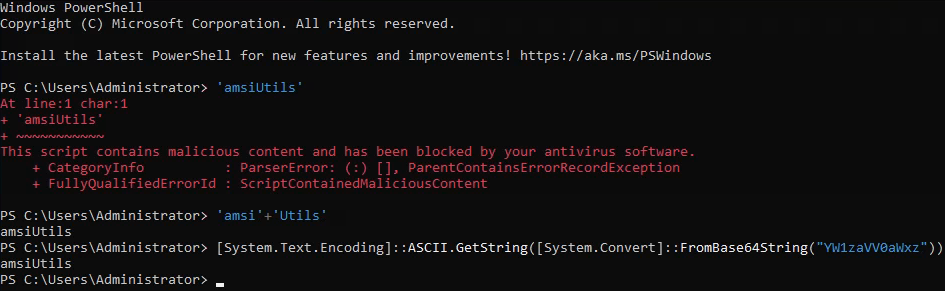 Windows PowerShell
Copyright (C) Microsoft Corporation. All rights reserved.
Install the latest PowerShell for new features and improvements! https://aka.ms/PSWindows
PS C:\Users\Administrator> 'amsiUtils'
At line:1 char:1
+ 'amsiUtils'
+ ~~~~~~~~~~~
This script contains malicious content and has been blocked by your antivirus software.
    + CategoryInfo          : ParserError: (:) [], ParentContainsErrorRecordException
    + FullyQualifiedErrorId : ScriptContainedMaliciousContent
PS C:\Users\Administrator> 'amsi'+'Utils'
amsiUtils
PS C:\Users\Administrator> [System.Text.Encoding]::ASCII.GetString([System.Convert]::FromBase64String("YW1zaVV0aWxz"))
amsiUtils
PS C:\Users\Administrator> _